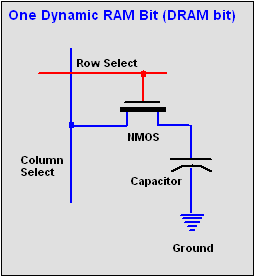 One Dynamic RAM Bit (DRAM bit)
Row Select
NMOS
Column
Select
Capacitor
Ground